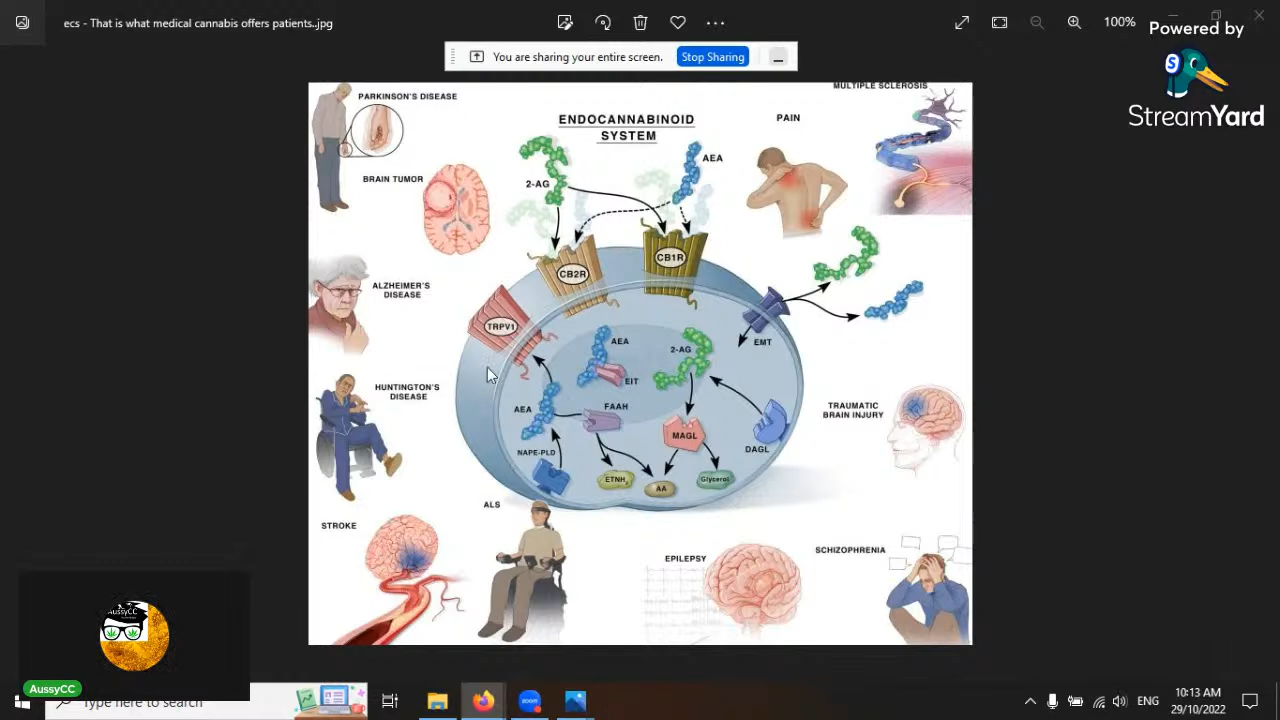 ecs - That is what medical cannabis offers patients..jpg
100%
Powered by
StreamYard
You are sharing your entire screen.
Stop Sharing
PARKINSON'S DISEASE
MULTIPLE SCLEROSIS
ENDOCANNABINOID
SYSTEM
PAIN
AEA
2-AG
BRAIN TUMOR
CB1R
CB2R
ALZHEIMER'S
DISEASE
TRPV1
AEA
2-AG
EMT
EIT
HUNTINGTON'S
DISEASE
AEA
FAAH
TRAUMATIC
BRAIN INJURY
MAGL
DAGL
NAPE-PLD
ETNH₂
AA
Glycerol
ALS
STROKE
EPILEPSY
SCHIZOPHRENIA
AussyCC
AussyCC
Type here to search
zoom
ENG
10:13 AM
29/10/2022